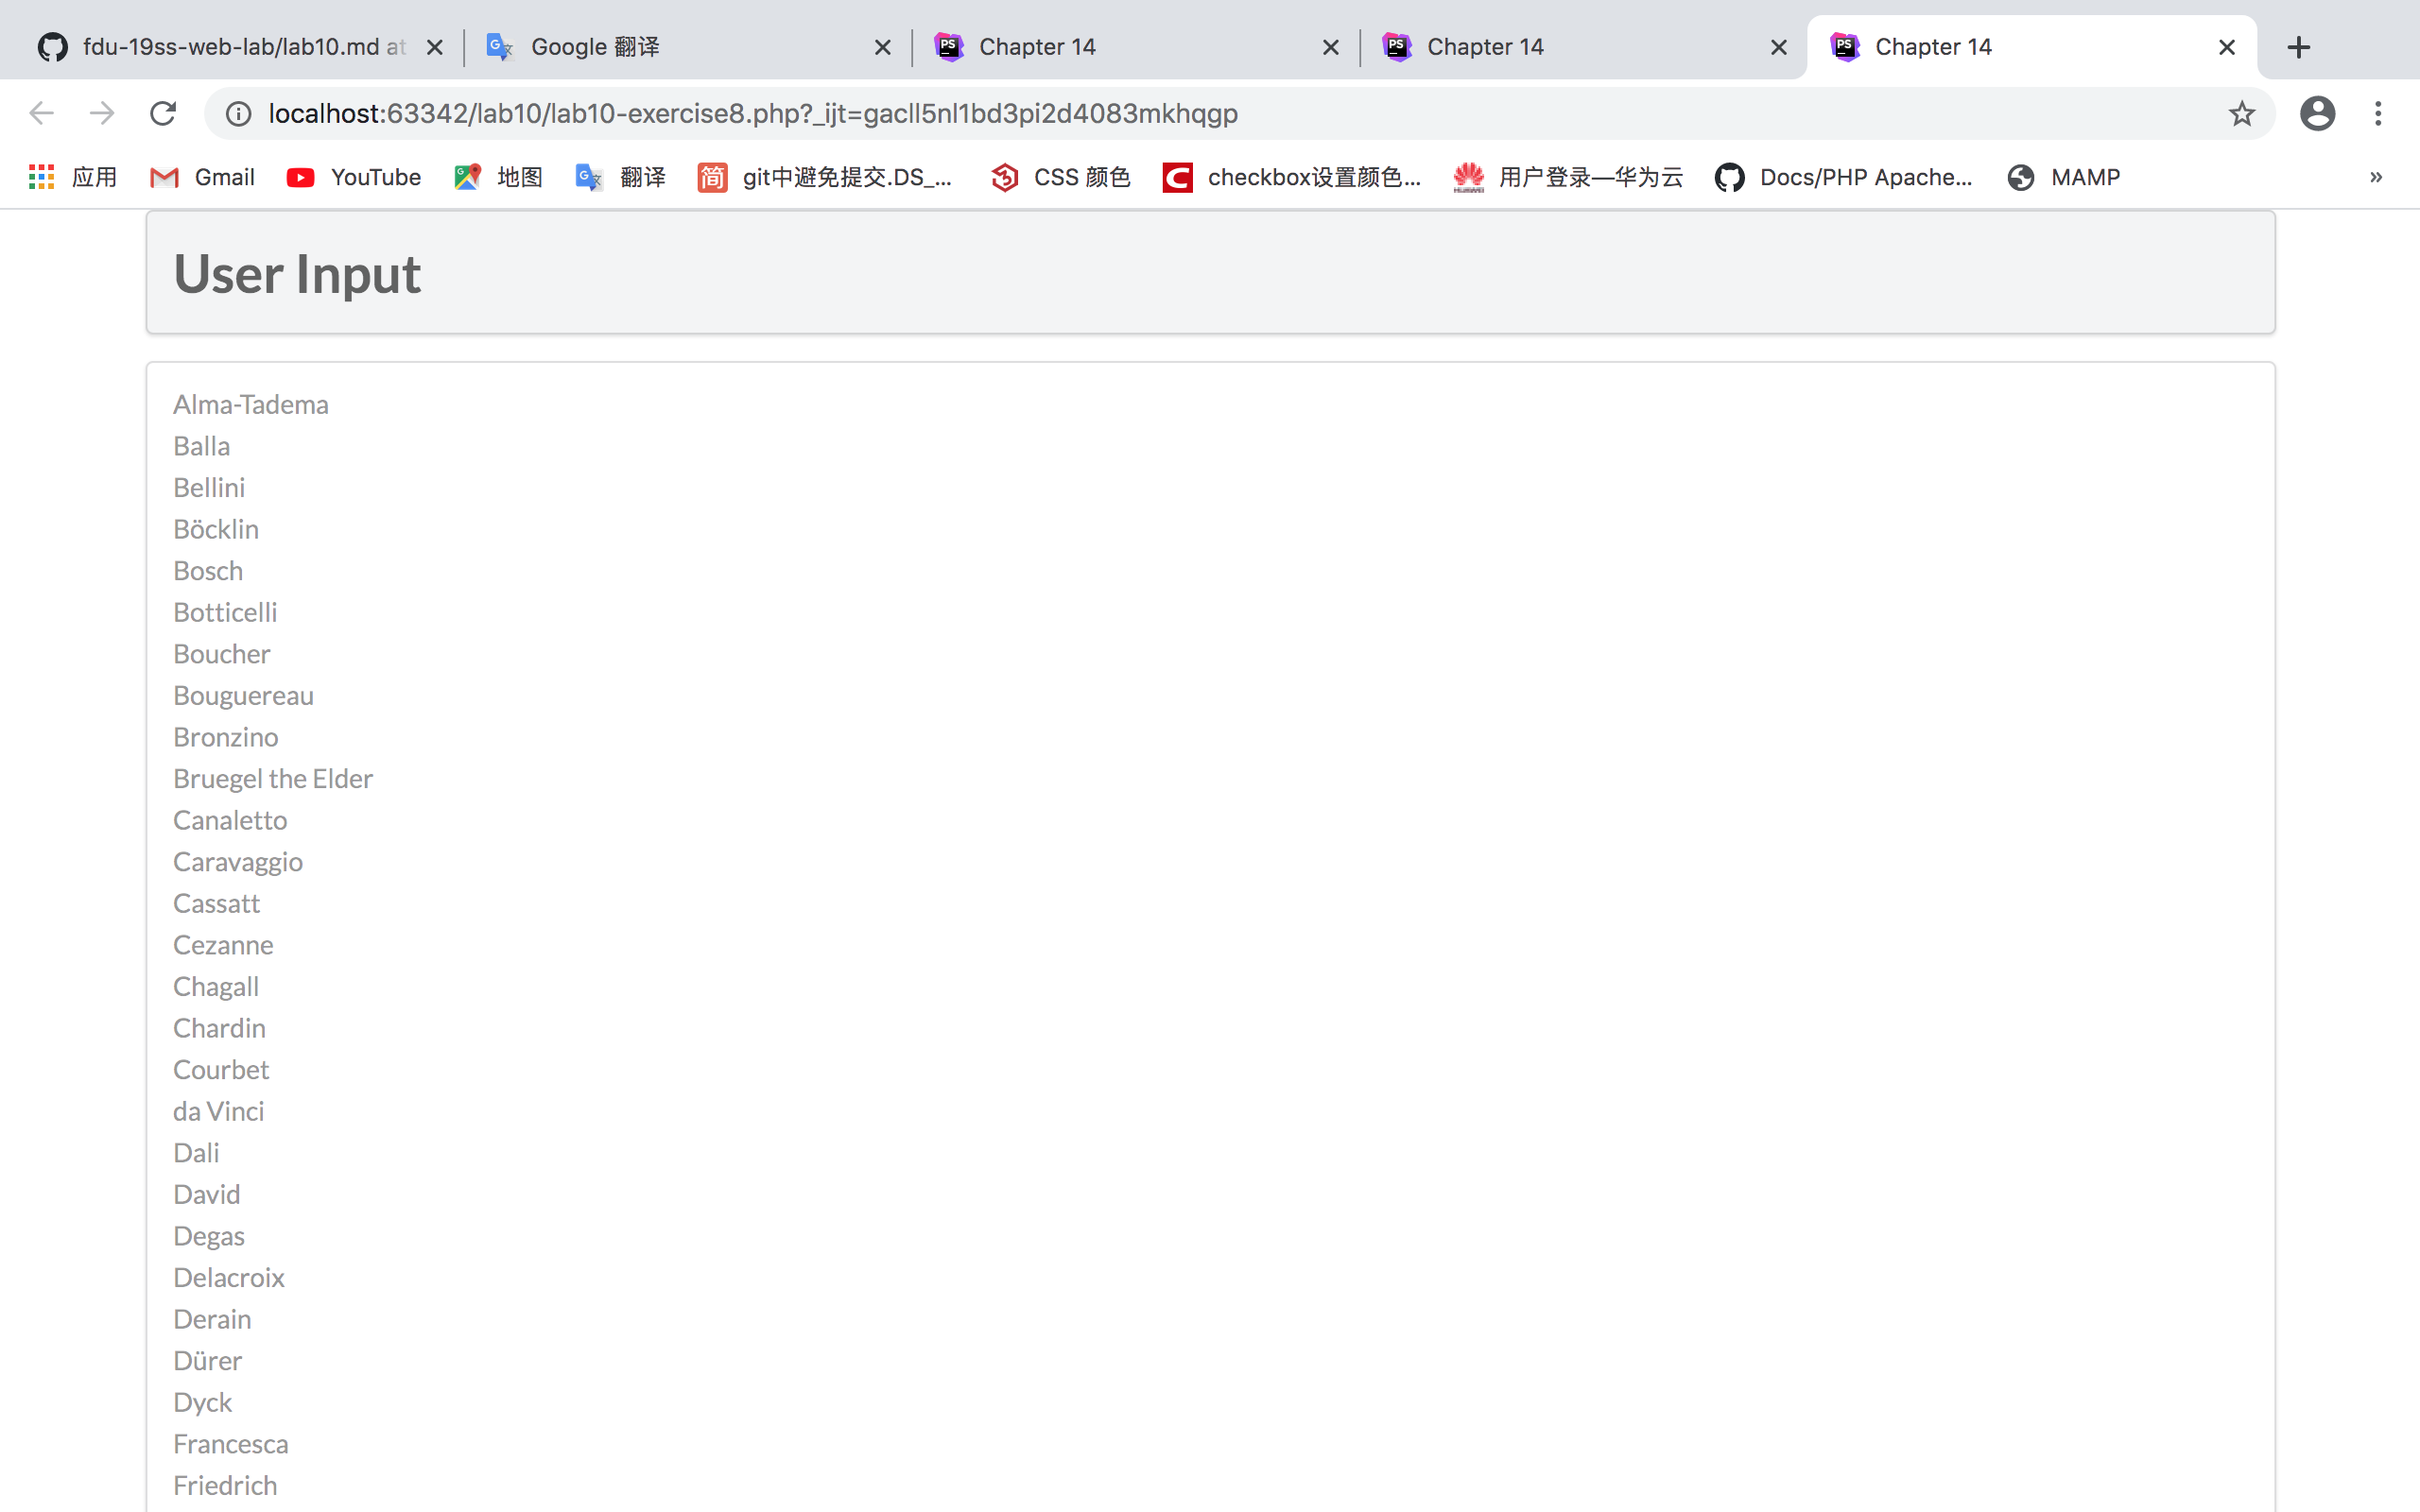 fdu-19ss-web-lab/lab10.md at
Google 翻译
Chapter 14
Chapter 14
Chapter 14
localhost:63342/lab10/lab10-exercise8.php?_ijt=gacll5nl1bd3pi2d4083mkhqgp
应用 Gmail YouTube 地图 翻译 简 git中避免提交.DS_... CSS 颜色 checkbox设置颜色... 用户登录—华为云 Docs/PHP Apache... MAMP »
User Input
Alma-Tadema
Balla
Bellini
Böcklin
Bosch
Botticelli
Boucher
Bouguereau
Bronzino
Bruegel the Elder
Canaletto
Caravaggio
Cassatt
Cezanne
Chagall
Chardin
Courbet
da Vinci
Dali
David
Degas
Delacroix
Derain
Dürer
Dyck
Francesca
Friedrich